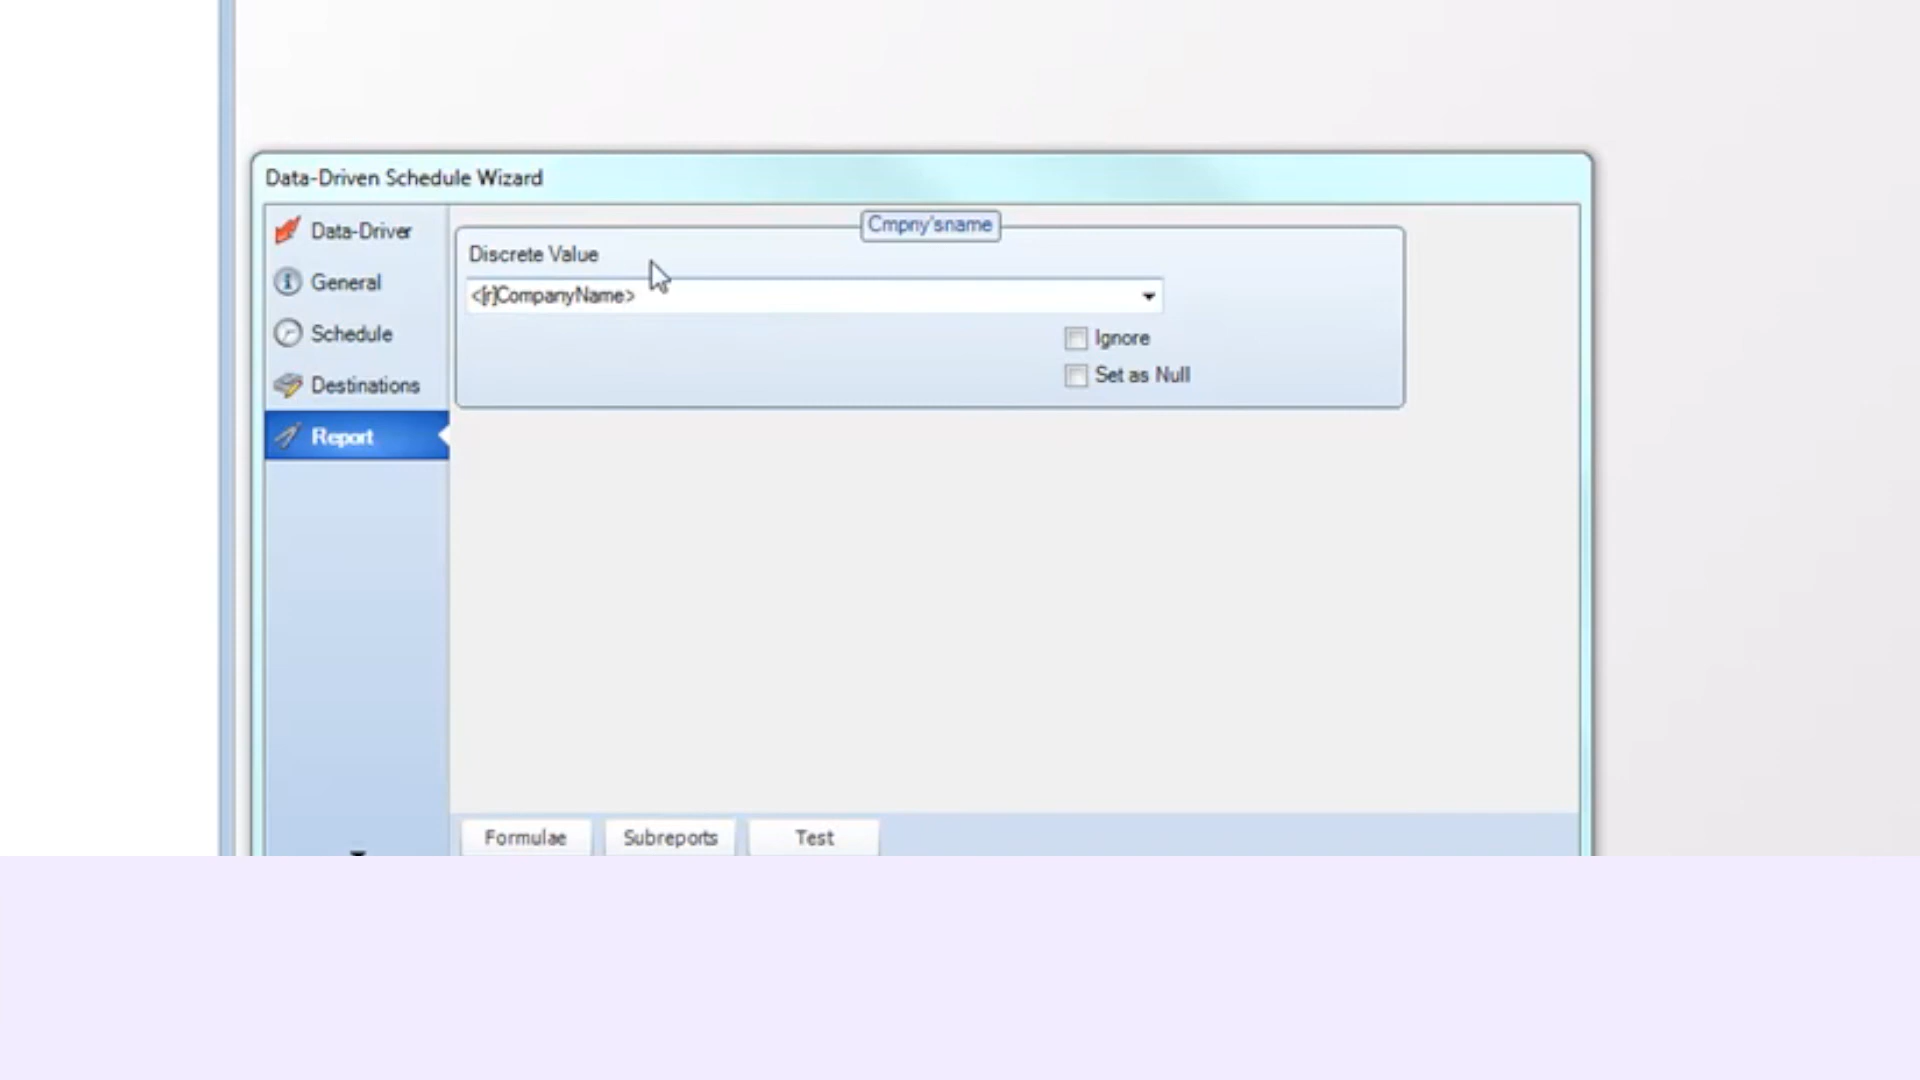 Data-Driven Schedule Wizard
Data-Driver
General
Schedule
Destinations
Report
Cmpny'sname
Discrete Value
<[r]CompanyName>
Ignore
Set as Null
Formulae
Subreports
Test